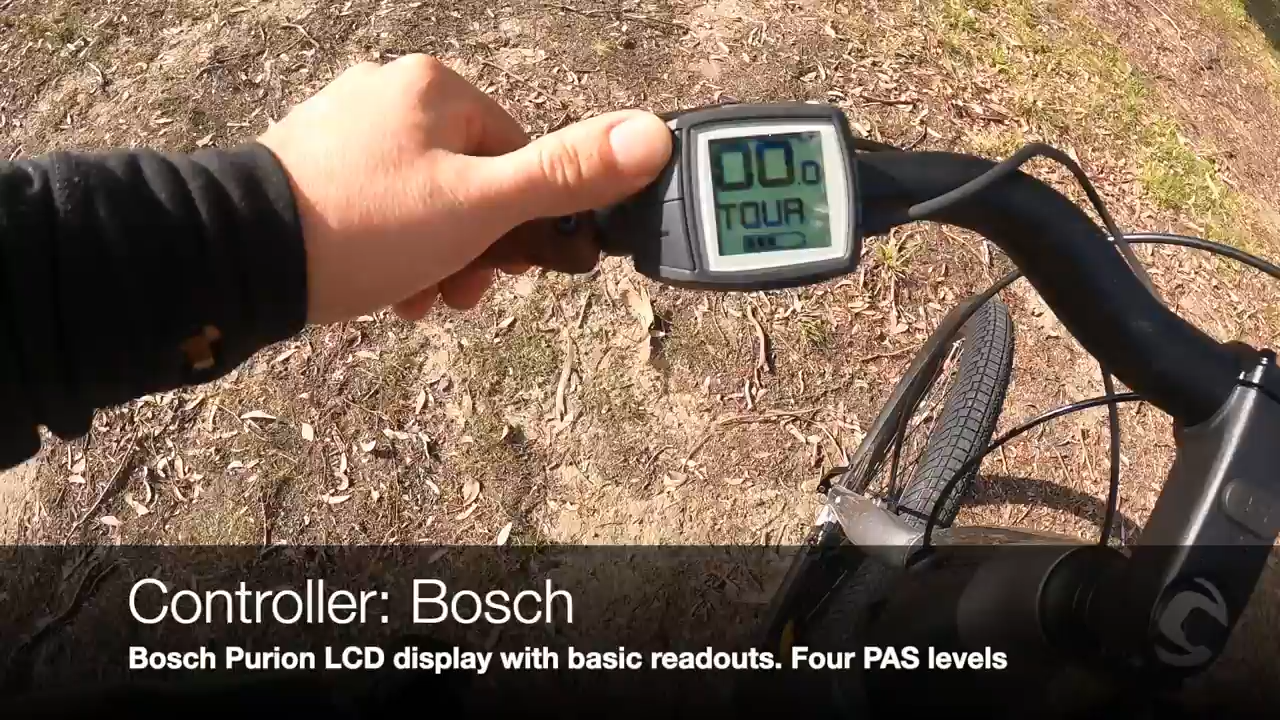 00.0
TOUR
Controller: Bosch
Bosch Purion LCD display with basic readouts. Four PAS levels